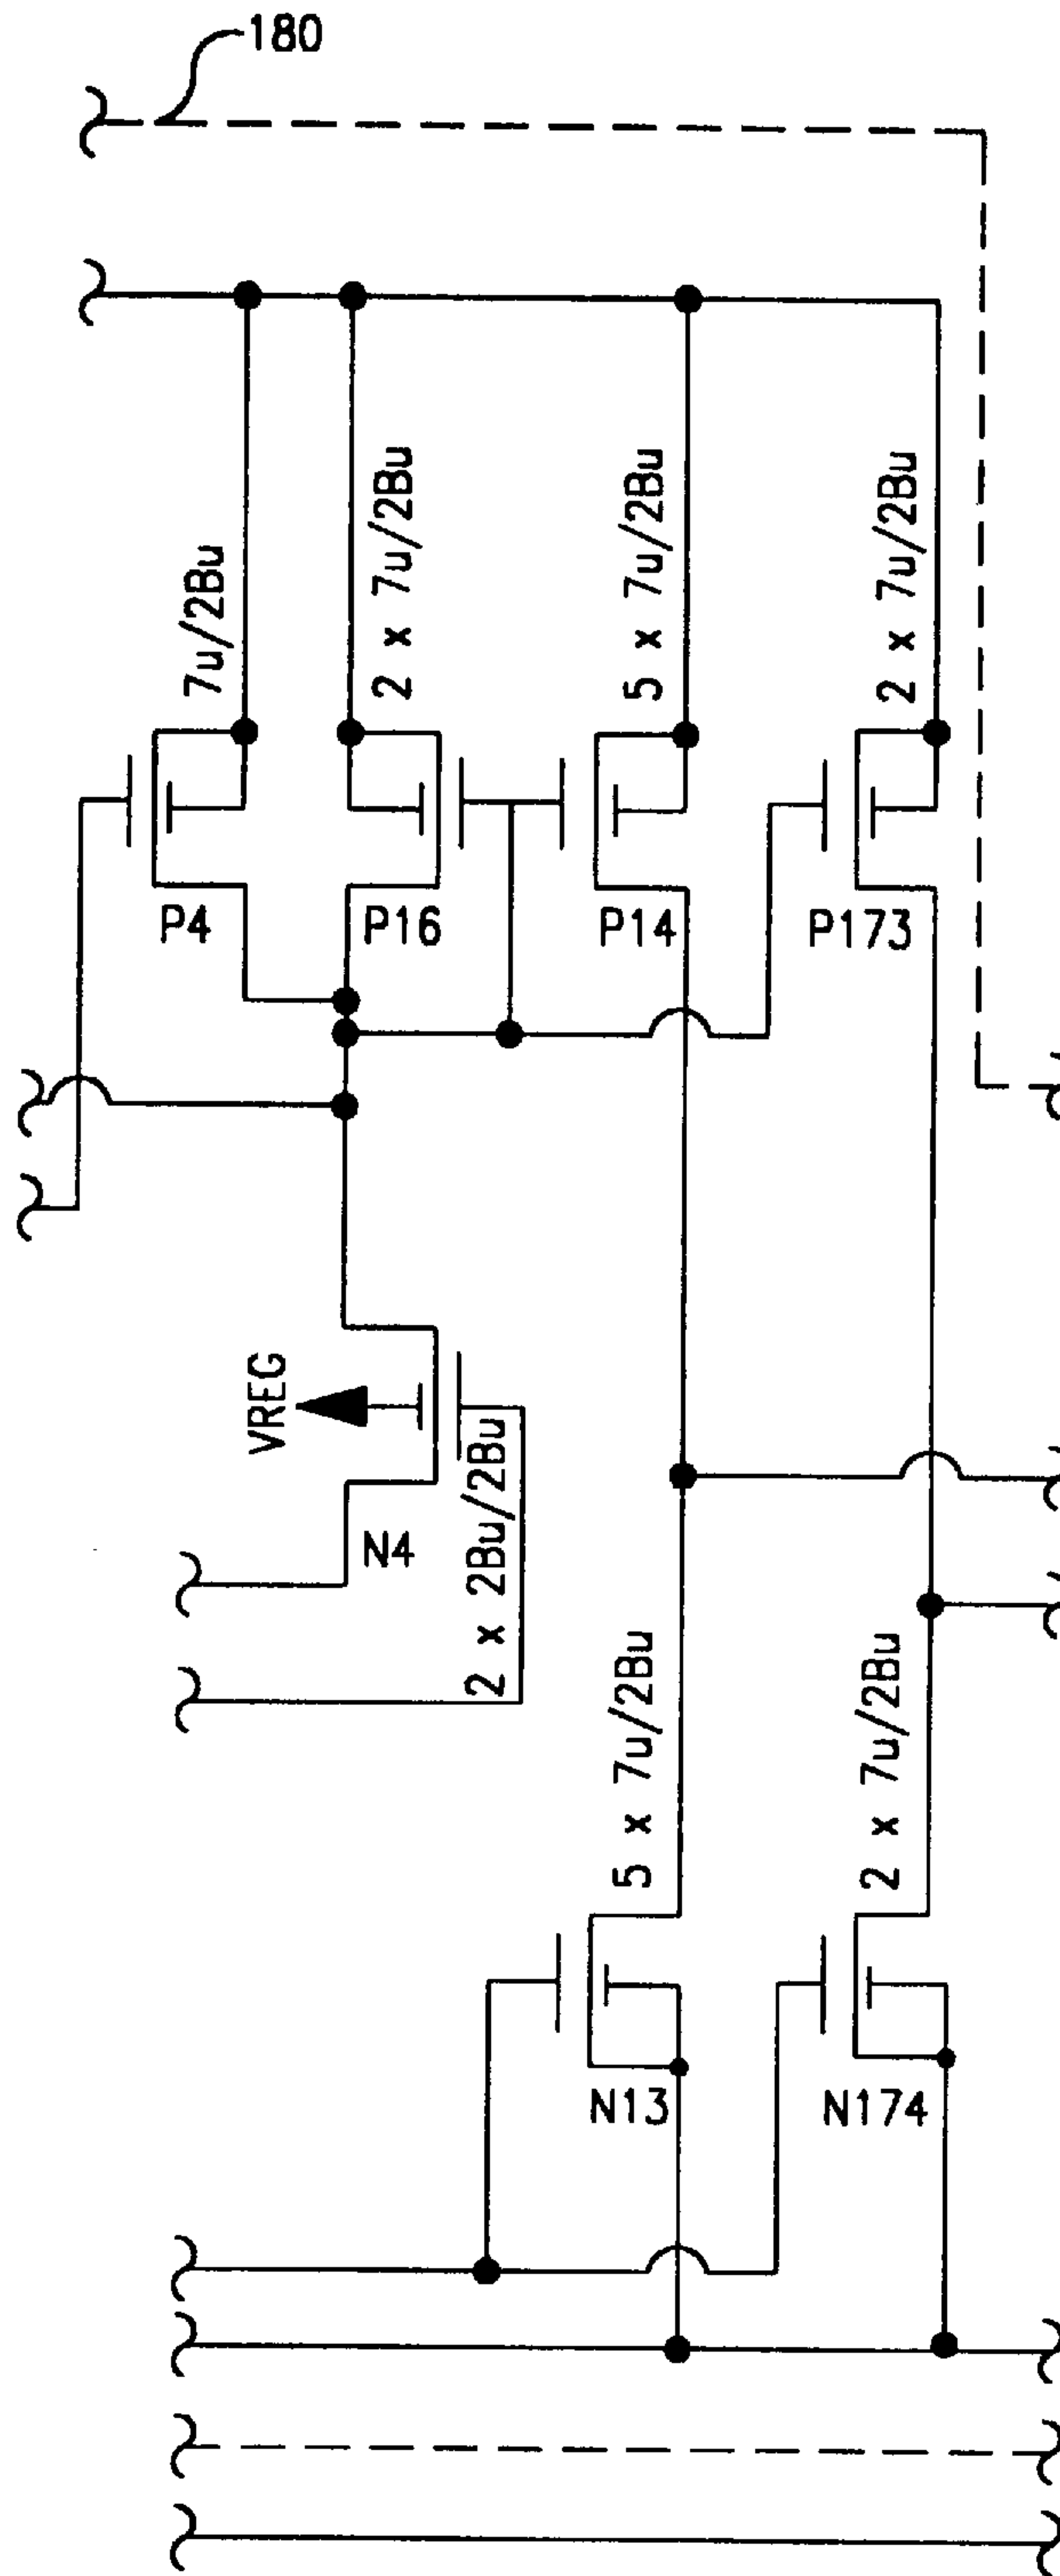 180
7u/2Bu
2 x 7u/2Bu
5 x 7u/2Bu
2 x 7u/2Bu
P4
P16
P14
P173
VREG
N4
2 x 2Bu/2Bu
5 x 7u/2Bu
2 x 7u/2Bu
N13
N174